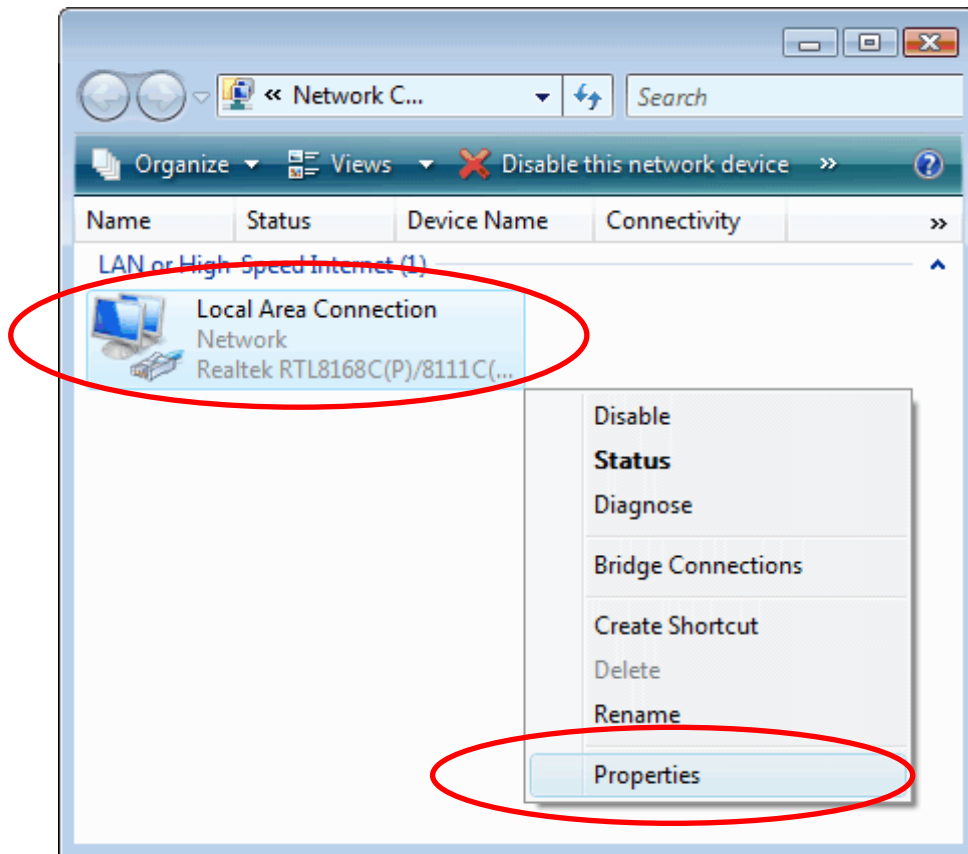 « Network C...
Search
Organize Views Disable this network device »
Name Status Device Name Connectivity »
LAN or High-Speed Internet (1)
Local Area Connection
Network
Realtek RTL8168C(P)/8111C(...
Disable
Status
Diagnose
Bridge Connections
Create Shortcut
Delete
Rename
Properties